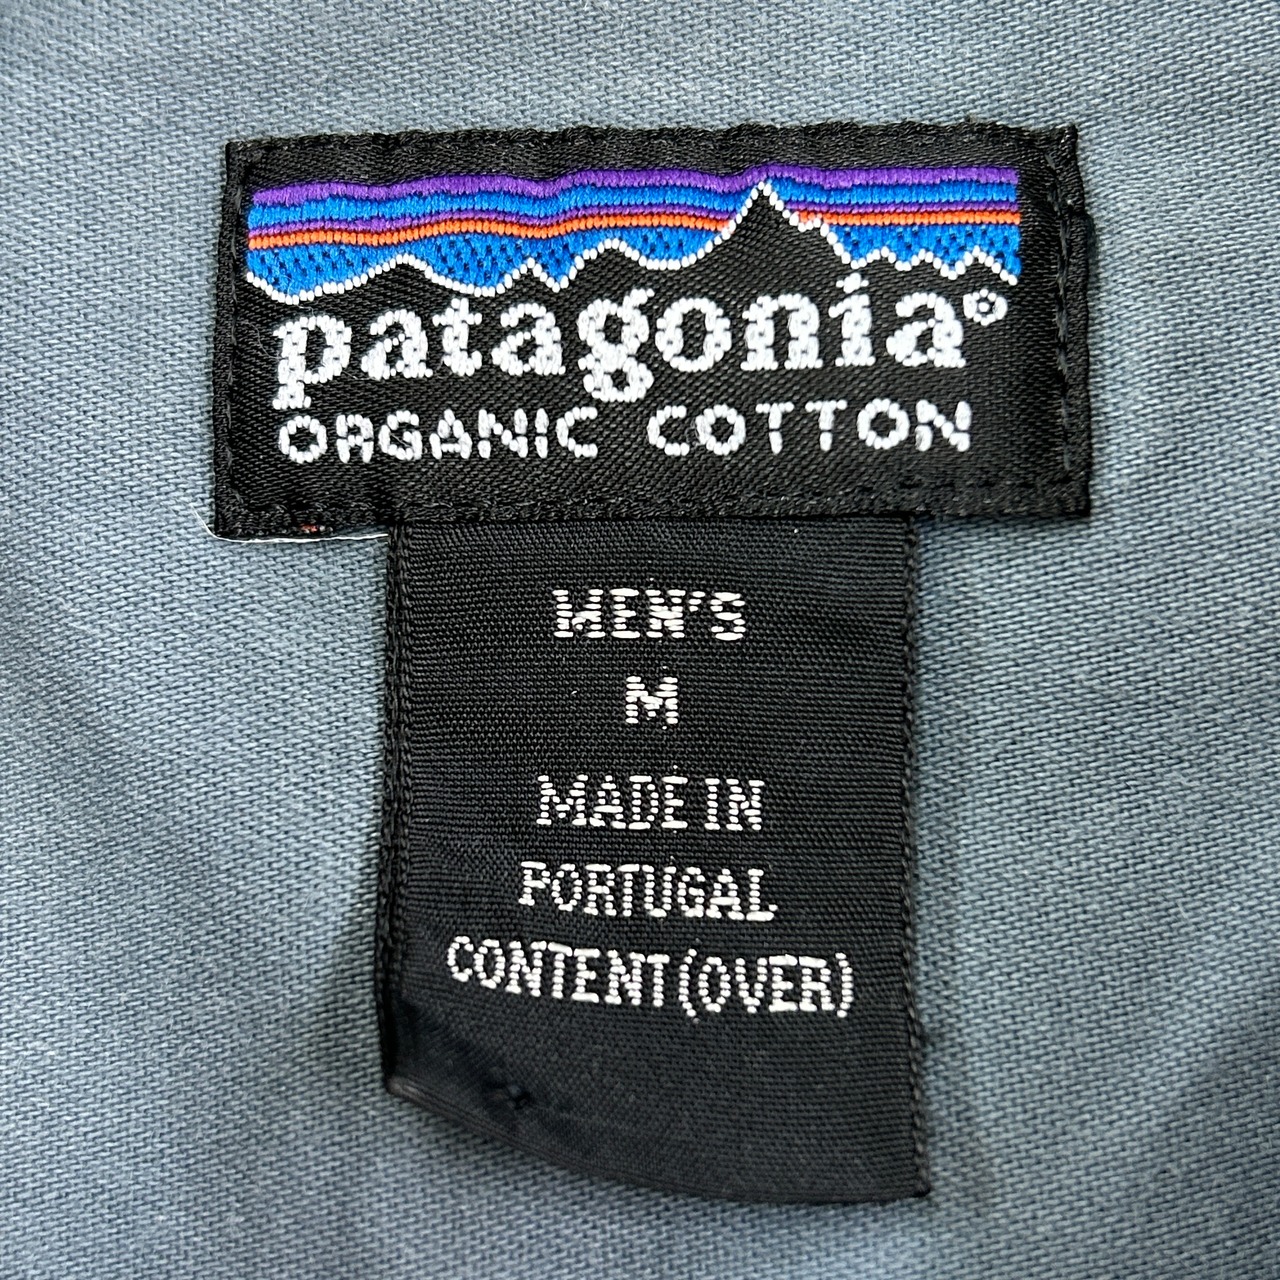 patagonia®
ORGANIC COTTON
MEN'S
M
MADE IN
PORTUGAL
CONTENT (OVER)